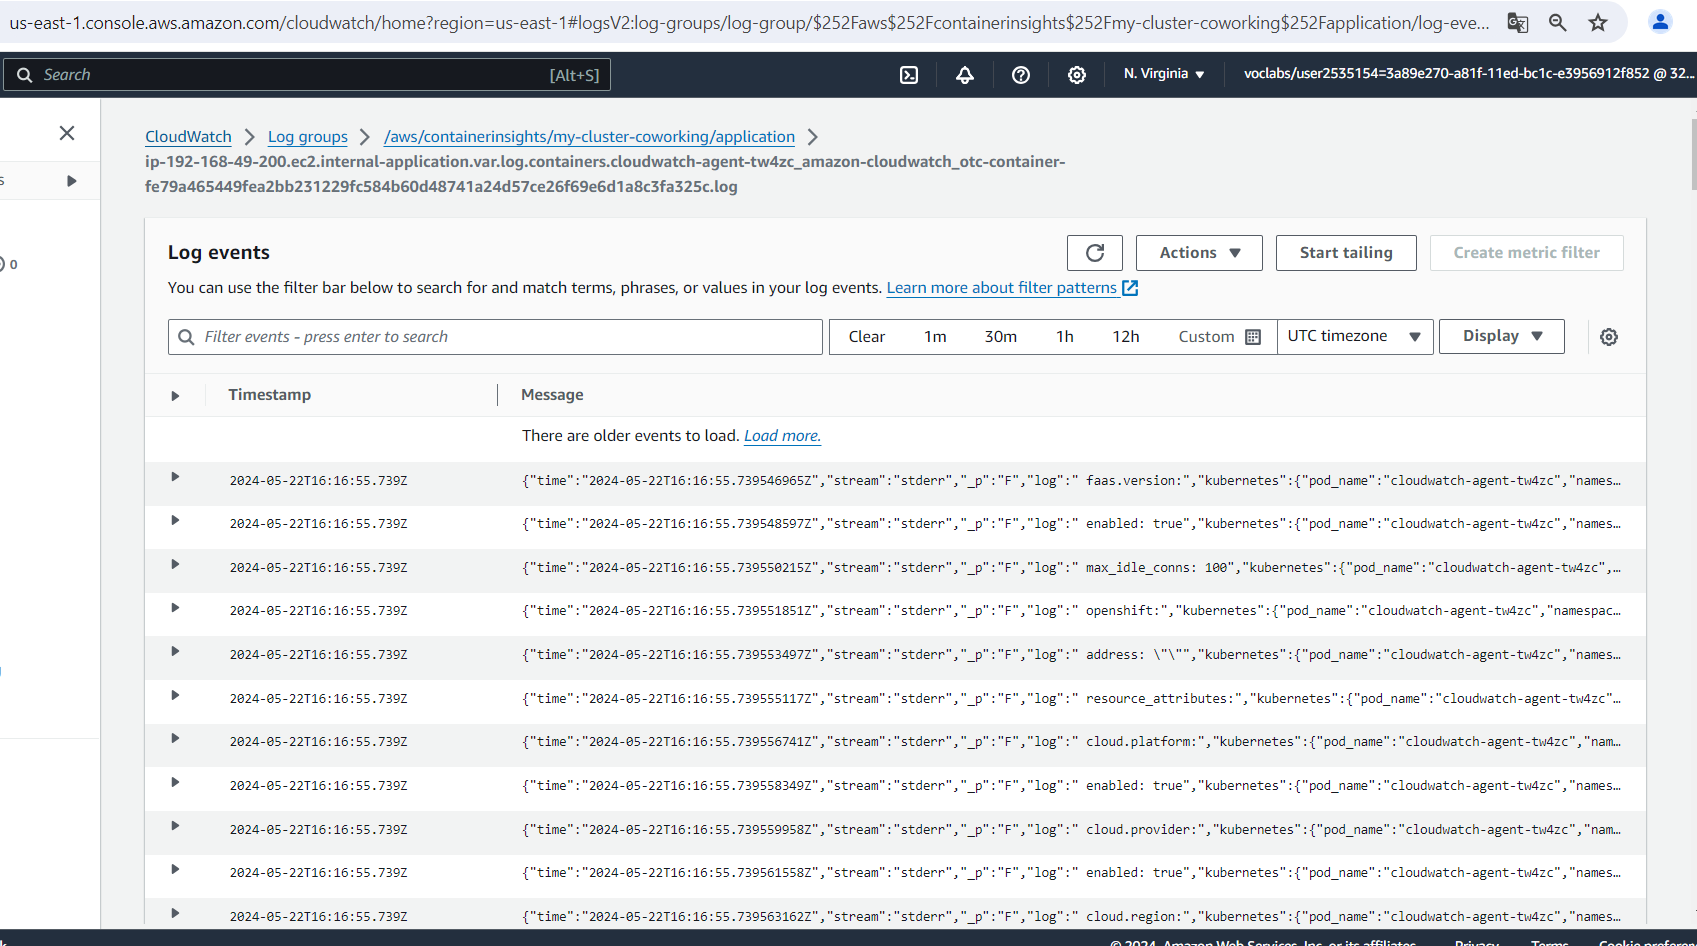 us-east-1.console.aws.amazon.com/cloudwatch/home?region=us-east-1#logsV2:log-groups/log-group/$252Faws$252Fcontainerinsights$252Fmy-cluster-coworking$252Fapplication/log-eve...
Search [Alt+S] N. Virginia ▼ voclabs/user2535154=3a89e270-a81f-11ed-bc1c-e3956912f852 @ 32...
CloudWatch > Log groups > /aws/containerinsights/my-cluster-coworking/application >
ip-192-168-49-200.ec2.internal-application.var.log.containers.cloudwatch-agent-tw4zc_amazon-cloudwatch_otc-container-
fe79a465449fea2bb231229fc584b60d48741a24d57ce26f69e6d1a8c3fa325c.log
s
0
Log events
Actions ▼ Start tailing Create metric filter
You can use the filter bar below to search for and match terms, phrases, or values in your log events. Learn more about filter patterns
Filter events - press enter to search Clear 1m 30m 1h 12h Custom UTC timezone ▼ Display ▼
Timestamp Message
There are older events to load. Load more.
2024-05-22T16:16:55.739Z {"time":"2024-05-22T16:16:55.739546965Z","stream":"stderr","_p":"F","log":" faas.version:","kubernetes":{"pod_name":"cloudwatch-agent-tw4zc","names...
2024-05-22T16:16:55.739Z {"time":"2024-05-22T16:16:55.739548597Z","stream":"stderr","_p":"F","log":" enabled: true","kubernetes":{"pod_name":"cloudwatch-agent-tw4zc","names...
2024-05-22T16:16:55.739Z {"time":"2024-05-22T16:16:55.739550215Z","stream":"stderr","_p":"F","log":" max_idle_conns: 100","kubernetes":{"pod_name":"cloudwatch-agent-tw4zc",...
2024-05-22T16:16:55.739Z {"time":"2024-05-22T16:16:55.739551851Z","stream":"stderr","_p":"F","log":" openshift:","kubernetes":{"pod_name":"cloudwatch-agent-tw4zc","namespac...
2024-05-22T16:16:55.739Z {"time":"2024-05-22T16:16:55.739553497Z","stream":"stderr","_p":"F","log":" address: \"\"","kubernetes":{"pod_name":"cloudwatch-agent-tw4zc","names...
2024-05-22T16:16:55.739Z {"time":"2024-05-22T16:16:55.739555117Z","stream":"stderr","_p":"F","log":" resource_attributes:","kubernetes":{"pod_name":"cloudwatch-agent-tw4zc"...
2024-05-22T16:16:55.739Z {"time":"2024-05-22T16:16:55.739556741Z","stream":"stderr","_p":"F","log":" cloud.platform:","kubernetes":{"pod_name":"cloudwatch-agent-tw4zc","nam...
2024-05-22T16:16:55.739Z {"time":"2024-05-22T16:16:55.739558349Z","stream":"stderr","_p":"F","log":" enabled: true","kubernetes":{"pod_name":"cloudwatch-agent-tw4zc","names...
2024-05-22T16:16:55.739Z {"time":"2024-05-22T16:16:55.739559958Z","stream":"stderr","_p":"F","log":" cloud.provider:","kubernetes":{"pod_name":"cloudwatch-agent-tw4zc","nam...
2024-05-22T16:16:55.739Z {"time":"2024-05-22T16:16:55.739561558Z","stream":"stderr","_p":"F","log":" enabled: true","kubernetes":{"pod_name":"cloudwatch-agent-tw4zc","names...
2024-05-22T16:16:55.739Z {"time":"2024-05-22T16:16:55.739563162Z","stream":"stderr","_p":"F","log":" cloud.region:","kubernetes":{"pod_name":"cloudwatch-agent-tw4zc","names...
© 2024, Amazon Web Services, Inc. or its affiliates. Privacy Terms Cookie preferen